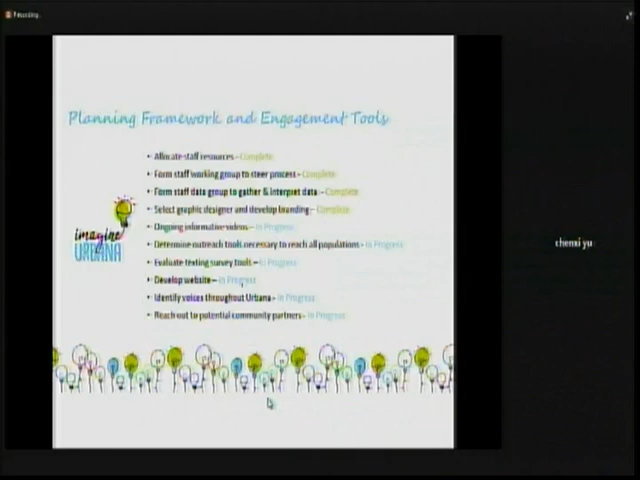 Recording...
Planning Framework and Engagement Tools
• Allocate staff resources - Complete
• Form staff working group to steer process - Complete
• Form staff data group to gather & interpret data - Complete
• Select graphic designer and develop branding - Complete
• Ongoing informative videos - In Progress
• Determine outreach tools necessary to reach all populations - In Progress
• Evaluate texting survey tools - In Progress
• Develop website - In Progress
• Identify voices throughout Urbana - In Progress
• Reach out to potential community partners - In Progress
imagine
URBANA
chenxi yu